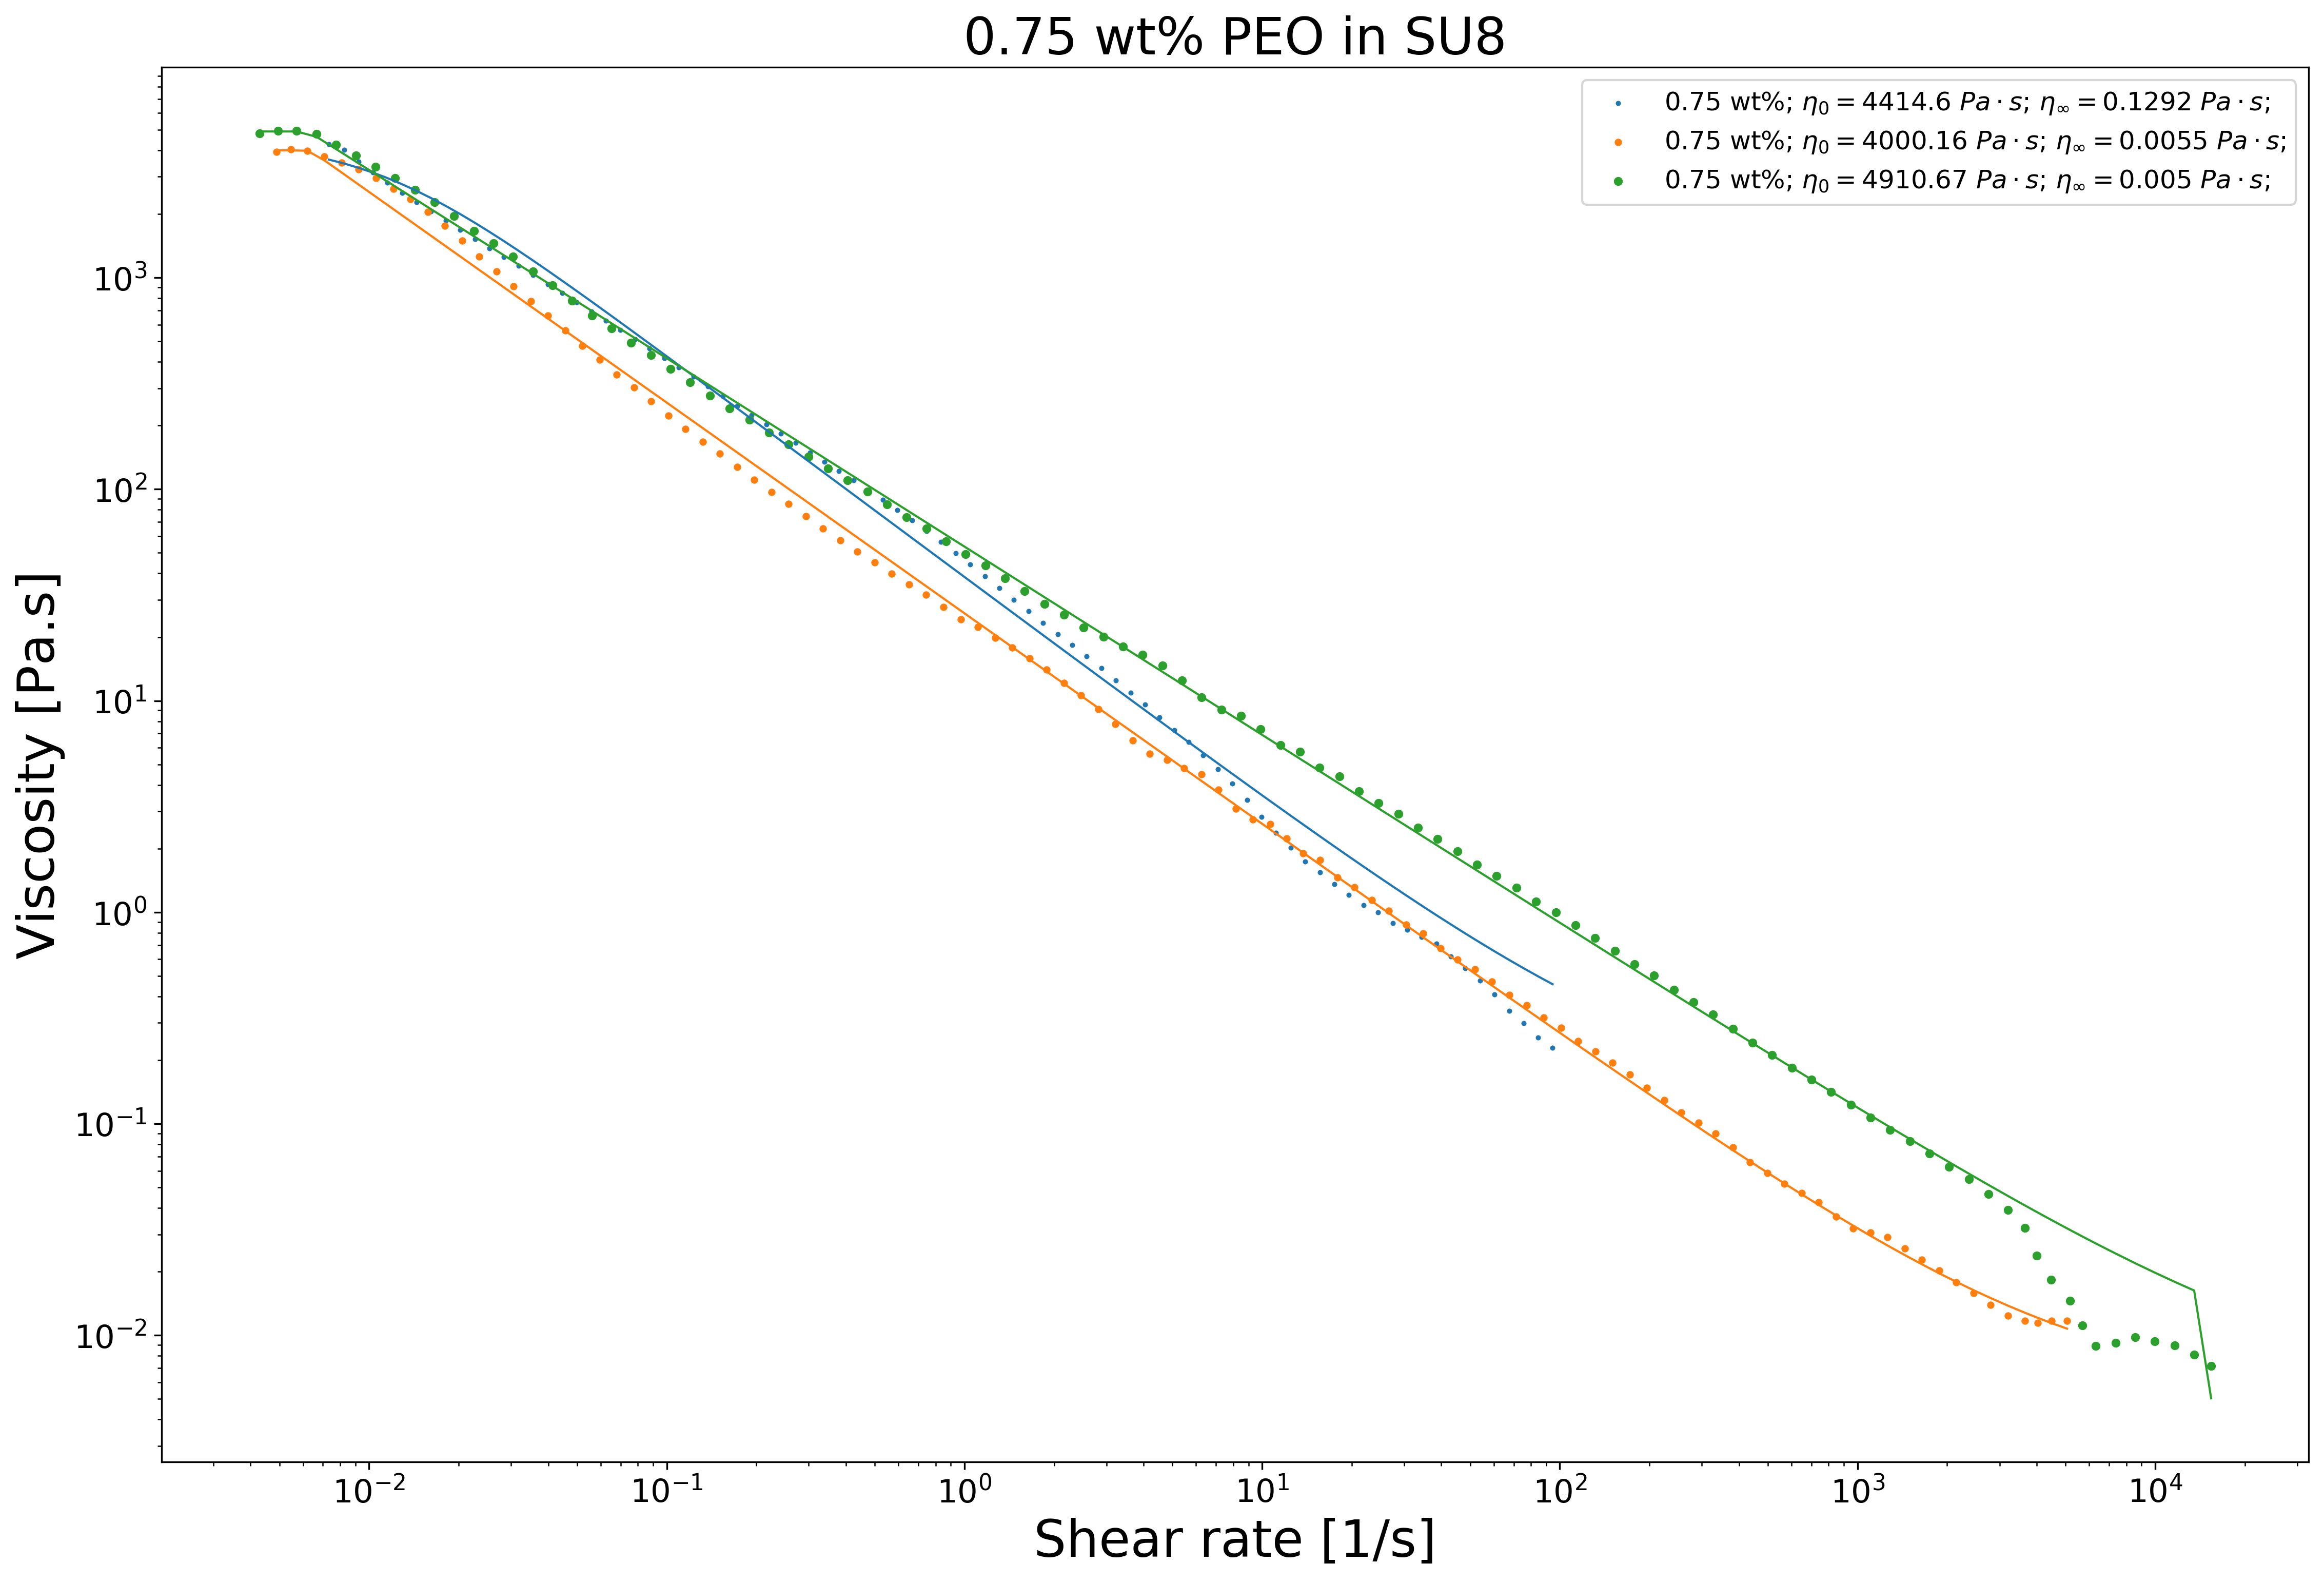 0.75 wt% PEO in SU8
0.75 wt%; η₀ = 4414.6 Pa · s; η∞ = 0.1292 Pa · s;
0.75 wt%; η₀ = 4000.16 Pa · s; η∞ = 0.0055 Pa · s;
0.75 wt%; η₀ = 4910.67 Pa · s; η∞ = 0.005 Pa · s;
Viscosity [Pa.s]
10³
10²
10¹
10⁰
10⁻¹
10⁻²
10⁻² 10⁻¹ 10⁰ 10¹ 10² 10³ 10⁴
Shear rate [1/s]